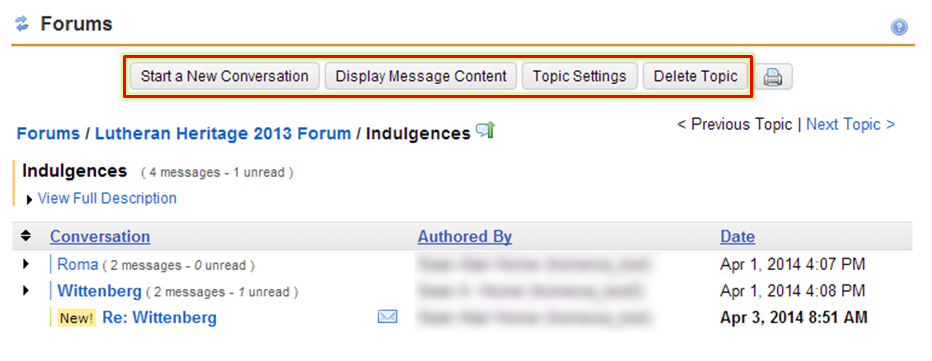 Forums
Start a New Conversation Display Message Content Topic Settings Delete Topic
< Previous Topic | Next Topic >
Forums / Lutheran Heritage 2013 Forum / Indulgences
Indulgences ( 4 messages - 1 unread )
View Full Description
Conversation Authored By Date
Roma ( 2 messages - 0 unread ) Apr 1, 2014 4:07 PM
Wittenberg ( 2 messages - 1 unread ) Apr 1, 2014 4:08 PM
New! Re: Wittenberg Apr 3, 2014 8:51 AM